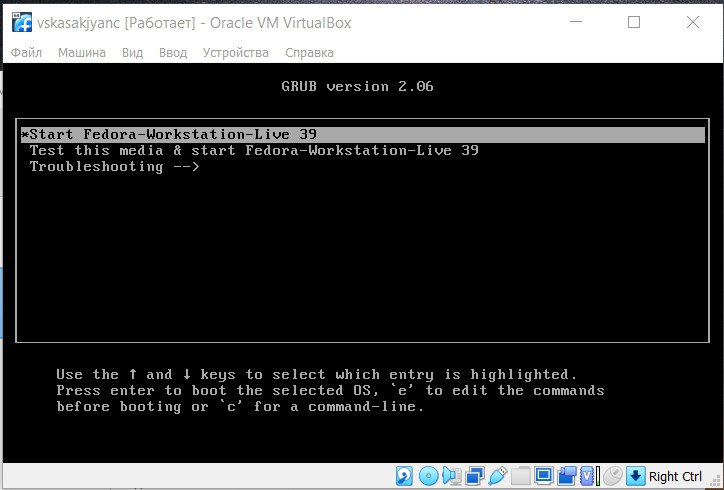 vskasakjyanc [Работает] - Oracle VM VirtualBox
Файл Машина Вид Ввод Устройства Справка
GRUB version 2.06
*Start Fedora-Workstation-Live 39
Test this media & start Fedora-Workstation-Live 39
Troubleshooting -->
Use the ↑ and ↓ keys to select which entry is highlighted.
Press enter to boot the selected OS, `e' to edit the commands
before booting or `c' for a command-line.
Right Ctrl